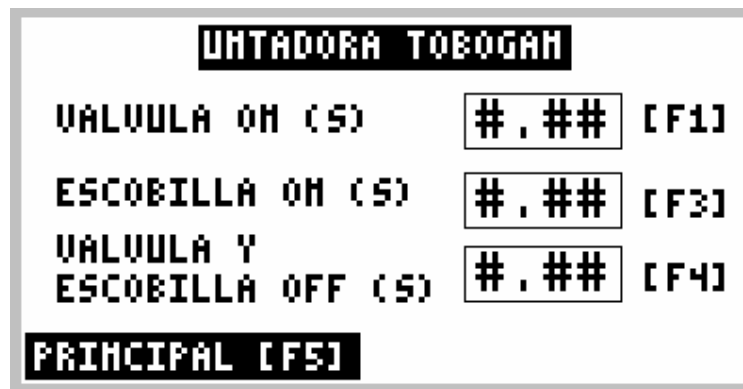 UNTADORA TOBOGAN
VALVULA ON (S) #.## [F1]
ESCOBILLA ON (S) #.## [F3]
VALVULA Y
ESCOBILLA OFF (S) #.## [F4]
PRINCIPAL [F5]